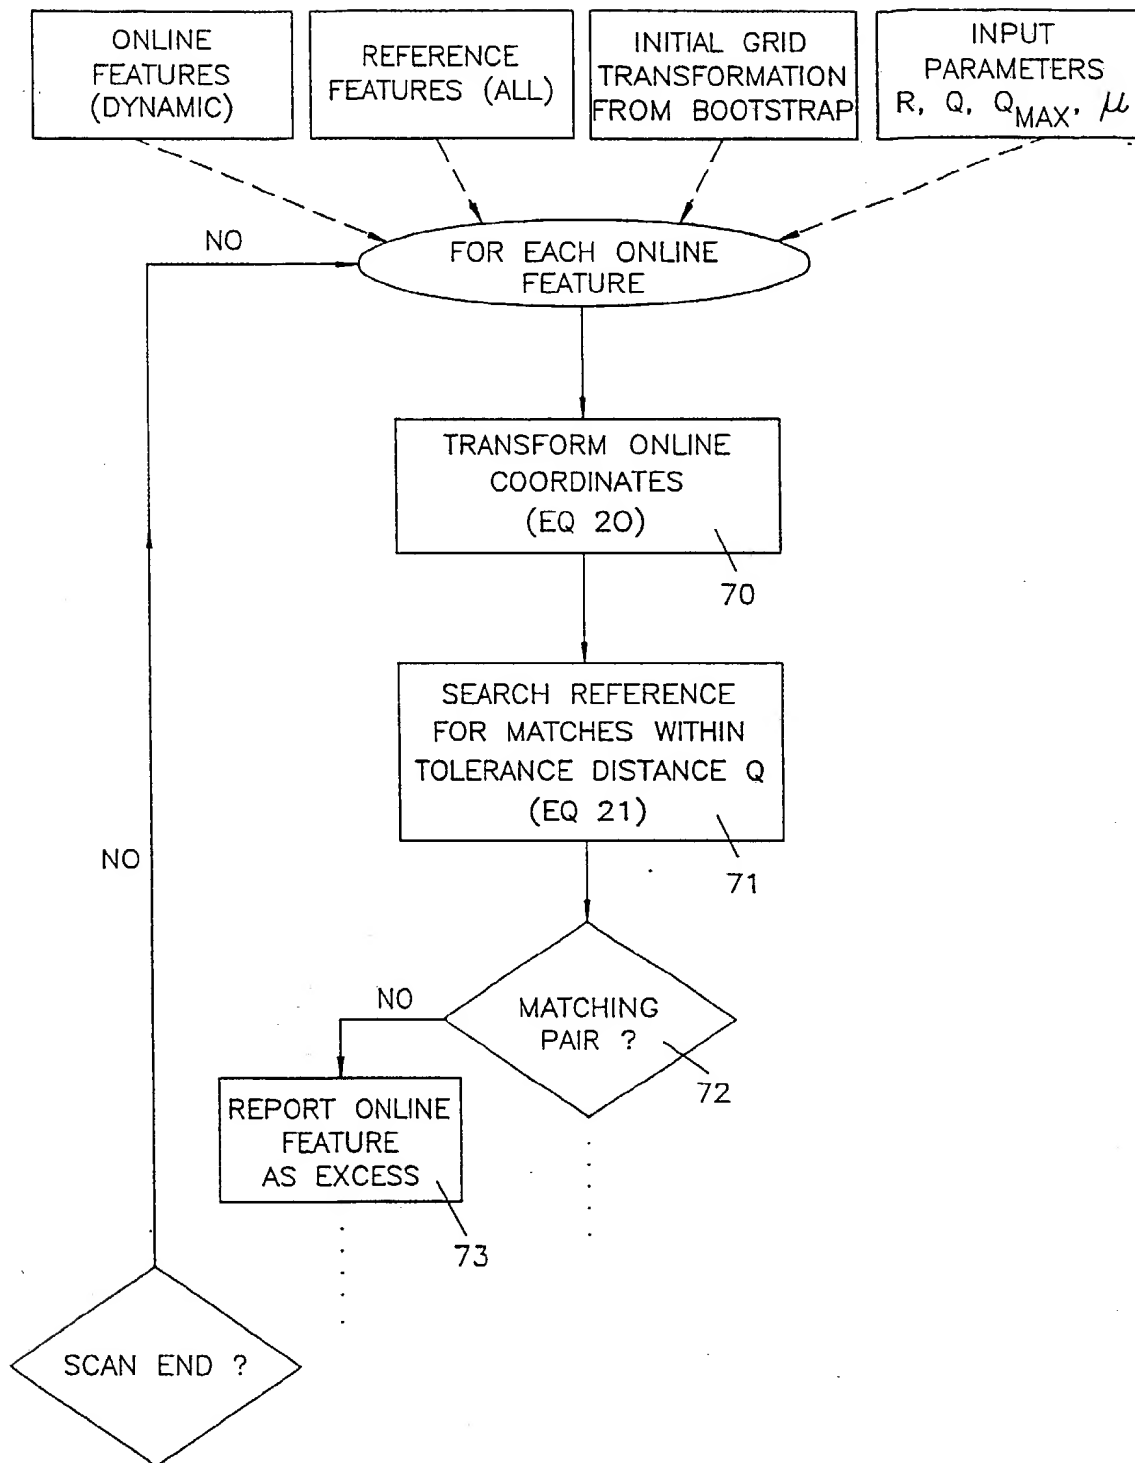 ONLINE
FEATURES
(DYNAMIC)
REFERENCE
FEATURES (ALL)
INITIAL GRID
TRANSFORMATION
FROM BOOTSTRAP
INPUT
PARAMETERS
R, Q, Q_MAX, μ
NO
FOR EACH ONLINE
FEATURE
TRANSFORM ONLINE
COORDINATES
(EQ 20)
70
SEARCH REFERENCE
FOR MATCHES WITHIN
TOLERANCE DISTANCE Q
(EQ 21)
71
NO
NO
MATCHING
PAIR ?
72
REPORT ONLINE
FEATURE
AS EXCESS
73
SCAN END ?